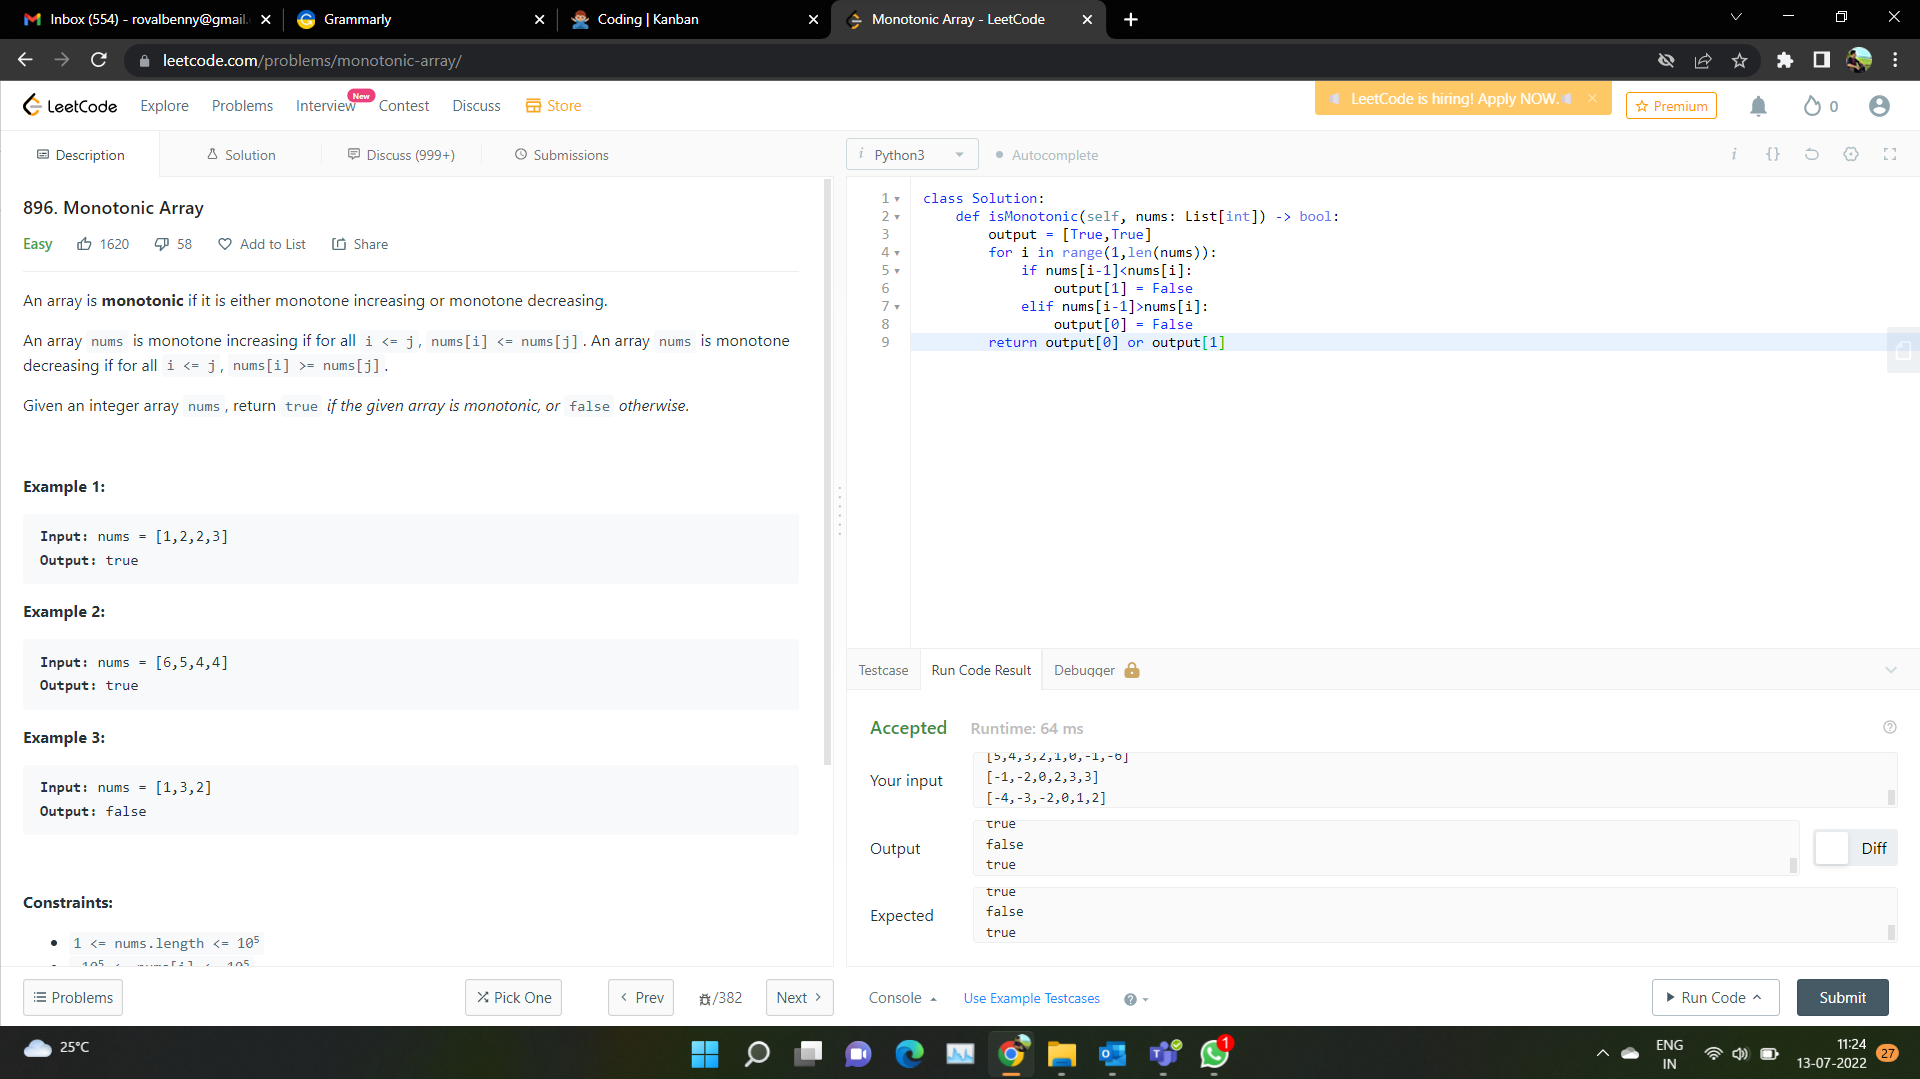 Inbox (554) - rovalbenny@gmail.
Grammarly
Coding | Kanban
Monotonic Array - LeetCode
leetcode.com/problems/monotonic-array/
LeetCode
Explore
Problems
Interview
New
Contest
Discuss
Store
LeetCode is hiring! Apply NOW.
Premium
0
Description
Solution
Discuss (999+)
Submissions
896. Monotonic Array
Easy
1620
58
Add to List
Share
An array is monotonic if it is either monotone increasing or monotone decreasing.
An array nums is monotone increasing if for all i <= j, nums[i] <= nums[j]. An array nums is monotone
decreasing if for all i <= j, nums[i] >= nums[j].
Given an integer array nums, return true if the given array is monotonic, or false otherwise.
Example 1:
Input: nums = [1,2,2,3]
Output: true
Example 2:
Input: nums = [6,5,4,4]
Output: true
Example 3:
Input: nums = [1,3,2]
Output: false
Constraints:
1 <= nums.length <= 10⁵
Problems
Pick One
Prev
/382
Next
i Python3
Autocomplete
i {}
1 class Solution:
2     def isMonotonic(self, nums: List[int]) -> bool:
3         output = [True,True]
4         for i in range(1,len(nums)):
5             if nums[i-1]<nums[i]:
6                 output[1] = False
7             elif nums[i-1]>nums[i]:
8                 output[0] = False
9         return output[0] or output[1]
Testcase
Run Code Result
Debugger
Accepted
Runtime: 64 ms
Your input
[5,4,3,2,1,0,-1,-6]
[-1,-2,0,2,3,3]
[-4,-3,-2,0,1,2]
Output
true
false
true
Diff
Expected
true
false
true
Console
Use Example Testcases
Run Code
Submit
25°C
1
ENG
IN
11:24
13-07-2022
27